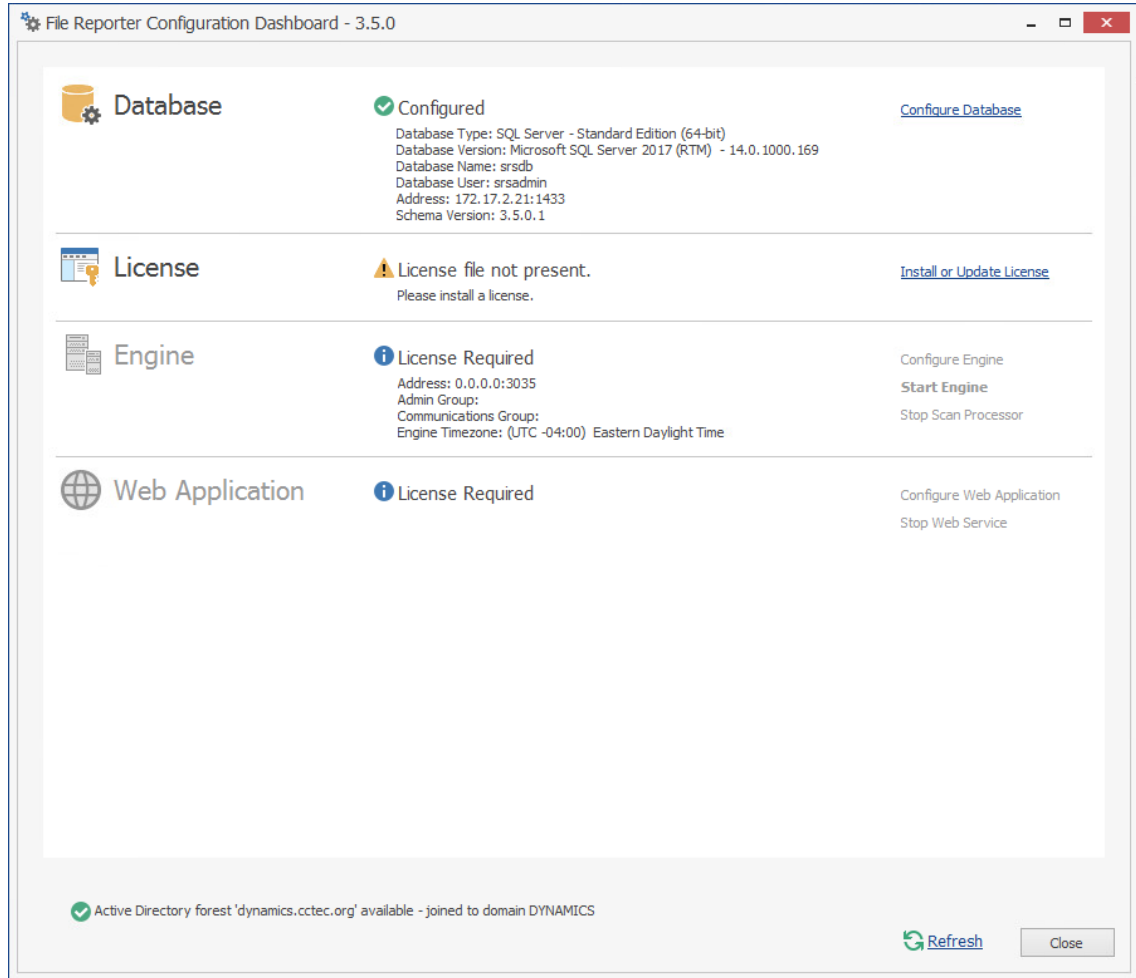 File Reporter Configuration Dashboard - 3.5.0
Database
Configured
Configure Database
Database Type: SQL Server - Standard Edition (64-bit)
Database Version: Microsoft SQL Server 2017 (RTM)  - 14.0.1000.169
Database Name: srsdb
Database User: srsadmin
Address: 172.17.2.21:1433
Schema Version: 3.5.0.1
License
License file not present.
Install or Update License
Please install a license.
Engine
License Required
Configure Engine
Address: 0.0.0.0:3035
Start Engine
Admin Group:
Communications Group:
Stop Scan Processor
Engine Timezone: (UTC -04:00)  Eastern Daylight Time
Web Application
License Required
Configure Web Application
Stop Web Service
Active Directory forest 'dynamics.cctec.org' available - joined to domain DYNAMICS
Refresh
Close